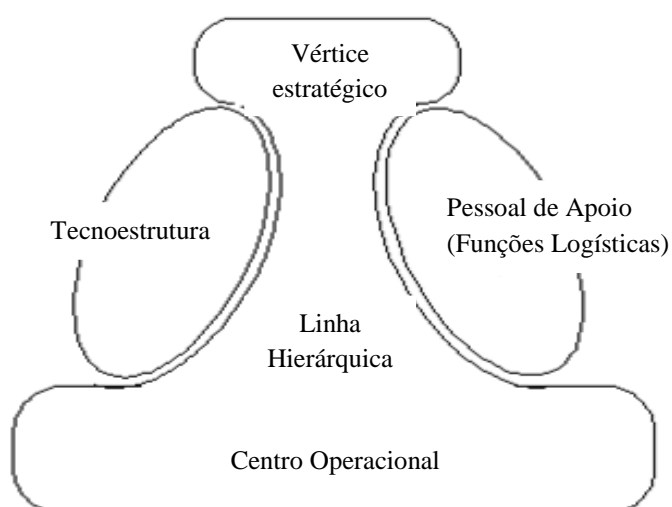 Vértice
estratégico
Tecnoestrutura
Pessoal de Apoio
(Funções Logísticas)
Linha
Hierárquica
Centro Operacional